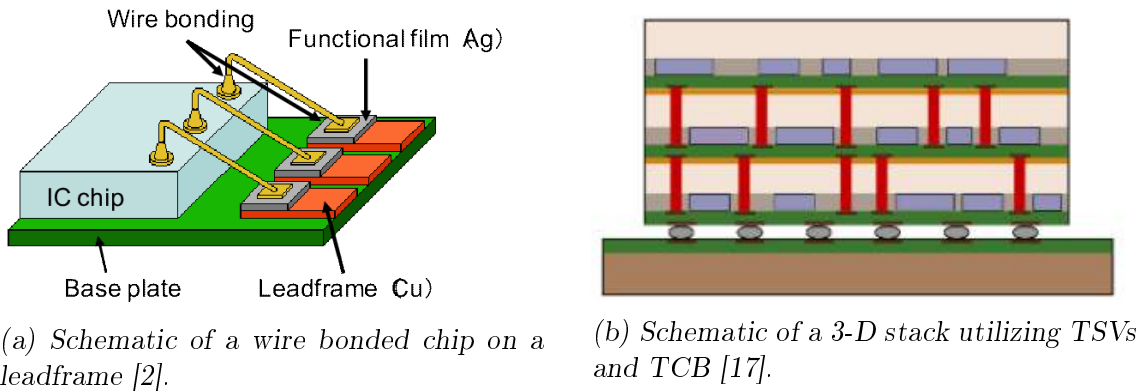 Wire bonding
Functional film (Ag)
IC chip
Base plate
Leadframe (Cu)
(a) Schematic of a wire bonded chip on a
leadframe [2].
(b) Schematic of a 3-D stack utilizing TSVs
and TCB [17].